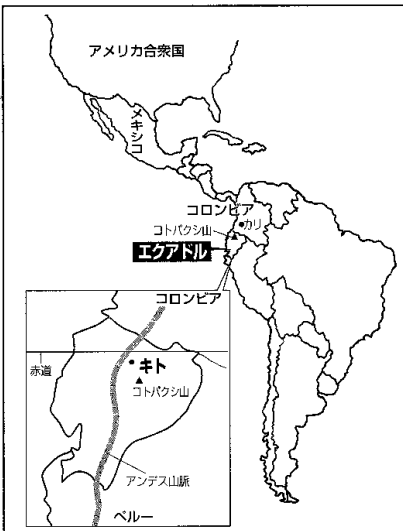 アメリカ合衆国
メキシコ
コロンビア
カリ
コトパクシ山
エクアドル
コロンビア
赤道
キト
コトパクシ山
アンデス山脈
ペルー